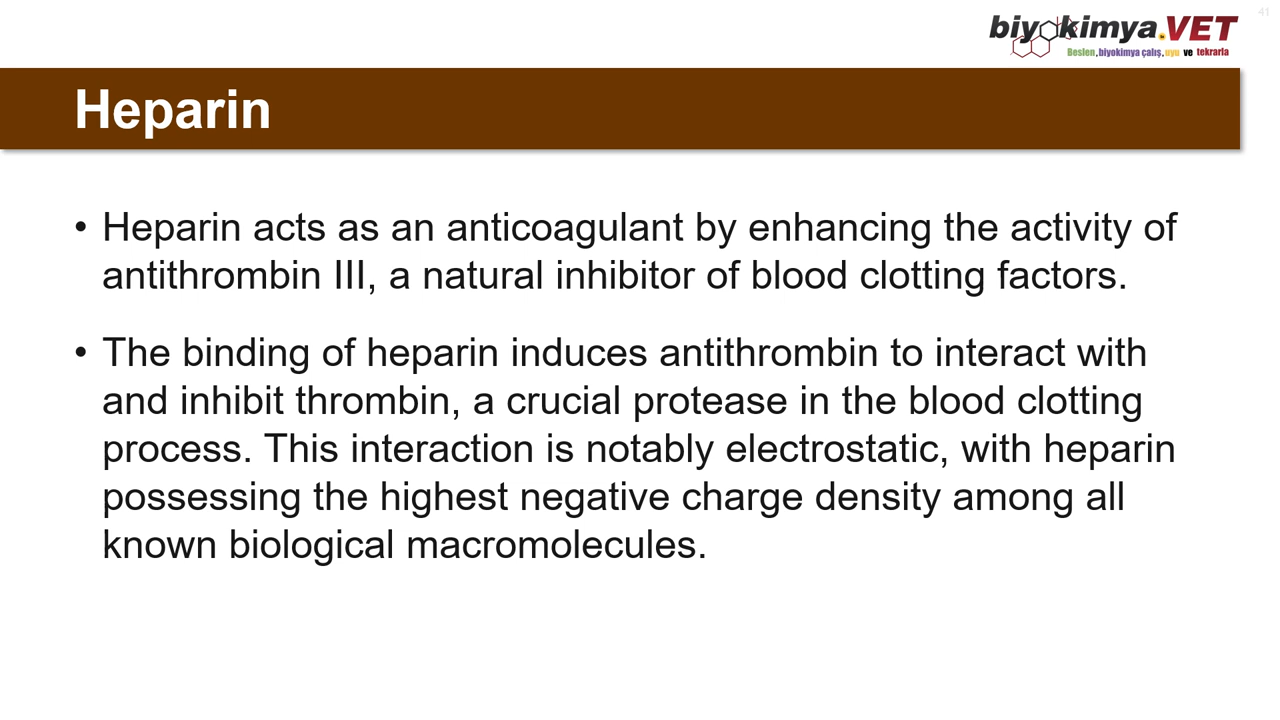 41
biyokimya.VET
Beslen, biyokimya çalış, uyu ve tekrarla
Heparin
• Heparin acts as an anticoagulant by enhancing the activity of
antithrombin III, a natural inhibitor of blood clotting factors.
• The binding of heparin induces antithrombin to interact with
and inhibit thrombin, a crucial protease in the blood clotting
process. This interaction is notably electrostatic, with heparin
possessing the highest negative charge density among all
known biological macromolecules.